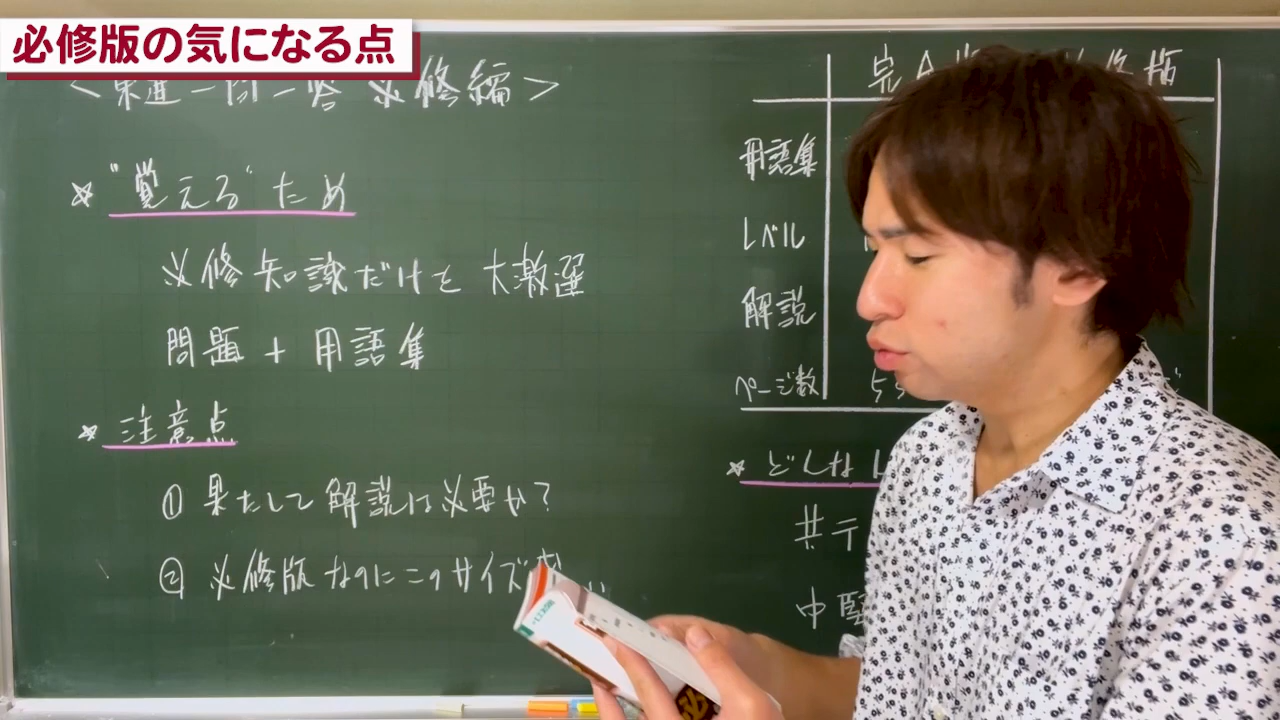 必修版の気になる点
<東進一問一答 必修編>
☆ "覚える"ため
必修知識だけを 大激選
問題 + 用語集
☆ 注意点
① 果たして解説は必要か?
② 必修版なのにこのサイズ
用語集
レベル
解説
ページ数
☆ どんな
共テ
中堅
必